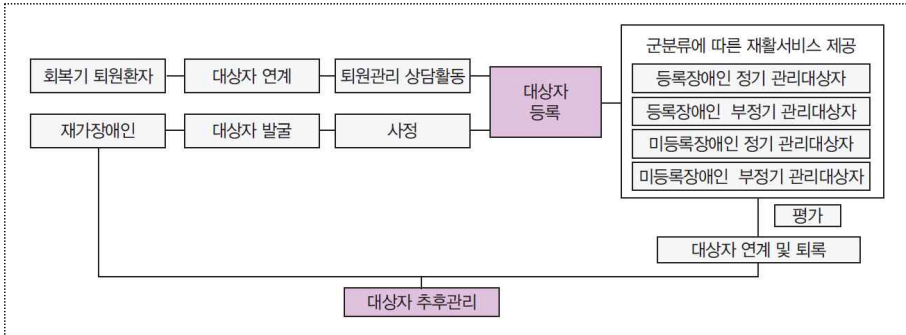 회복기 퇴원환자
대상자 연계
퇴원관리 상담활동
재가장애인
대상자 발굴
사정
대상자
등록
군분류에 따른 재활서비스 제공
등록장애인 정기 관리대상자
등록장애인 부정기 관리대상자
미등록장애인 정기 관리대상자
미등록장애인 부정기 관리대상자
평가
대상자 연계 및 퇴록
대상자 추후관리